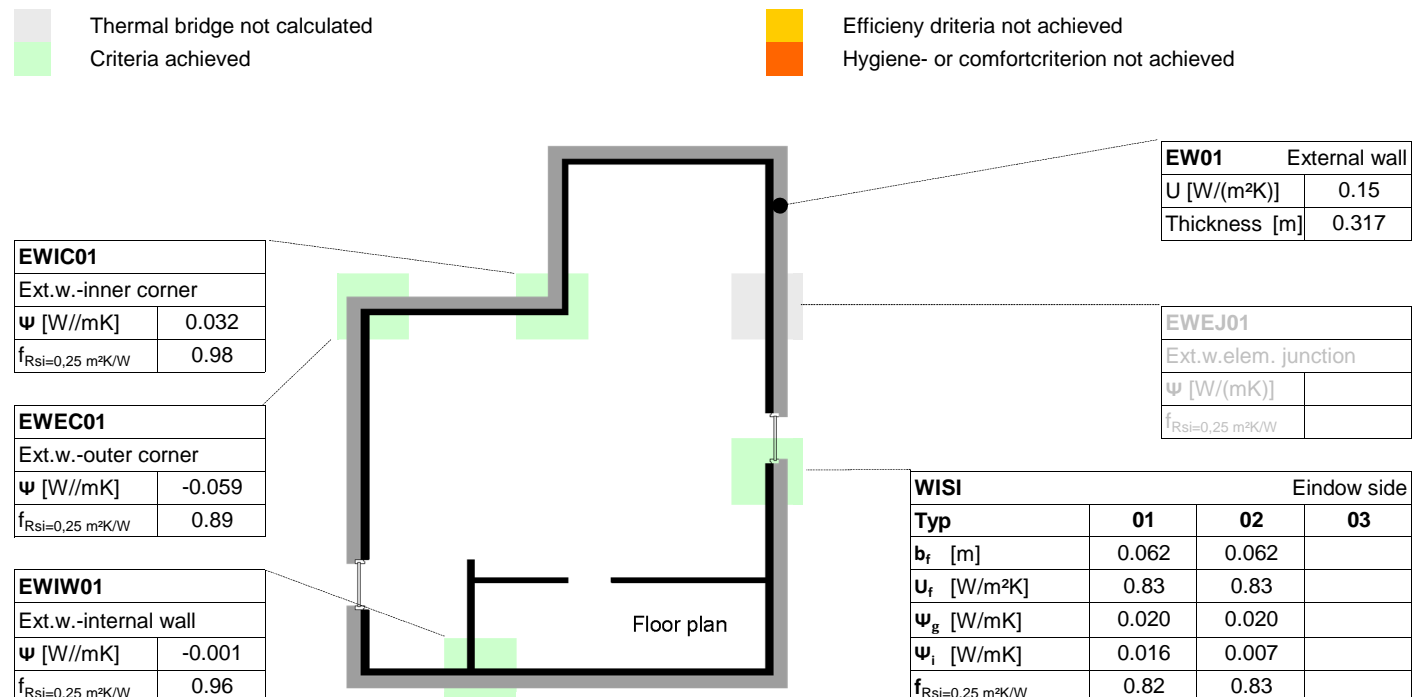 Thermal bridge not calculated
Efficieny driteria not achieved
Criteria achieved
Hygiene- or comfortcriterion not achieved
EW01 External wall
U [W/(m²K)] 0.15
Thickness [m] 0.317
EWIC01
Ext.w.-inner corner
Ψ [W//mK] 0.032
fRsi=0,25 m²K/W 0.98
EWEJ01
Ext.w.elem. junction
Ψ [W/(mK)]
fRsi=0,25 m²K/W
EWEC01
Ext.w.-outer corner
Ψ [W//mK] -0.059
fRsi=0,25 m²K/W 0.89
WISI Eindow side
Typ 01 02 03
bf [m] 0.062 0.062
Uf [W/m²K] 0.83 0.83
Ψg [W/mK] 0.020 0.020
Ψi [W/mK] 0.016 0.007
fRsi=0,25 m²K/W 0.82 0.83
EWIW01
Ext.w.-internal wall
Ψ [W//mK] -0.001
fRsi=0,25 m²K/W 0.96
Floor plan